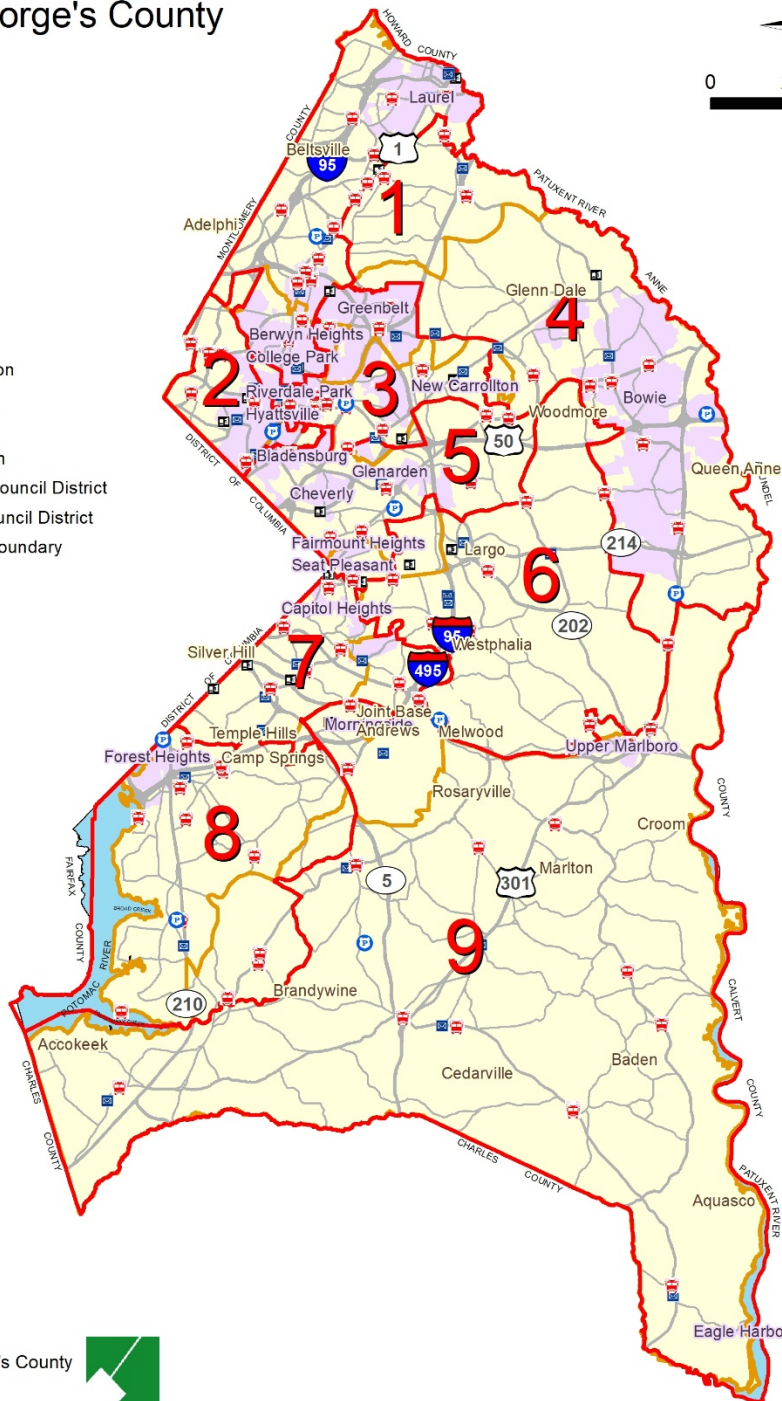 orge's County
HOWARD COUNTY
0
Laurel
1
Beltsville
95
MONTGOMERY COUNTY
1
PATUXENT RIVER
Adelphi
ANNE
Glenn Dale
4
Greenbelt
Berwyn Heights
College Park
2
3
on
New Carrollton
Riverdale Park
Bowie
Hyattsville
Woodmore
5
50
Bladensburg
n
Glenarden
Queen Anne
DISTRICT OF COLUMBIA
ouncil District
Cheverly
UNDEL
uncil District
oundary
Fairmount Heights
Largo
214
Seat Pleasant
6
Capitol Heights
202
95
Westphalia
Silver Hill
7
495
DISTRICT OF COLUMBIA
Joint Base
Andrews
Morningside
Temple Hills
Melwood
Upper Marlboro
Forest Heights
Camp Springs
Rosaryville
COUNTY
8
Croom
FAIRFAX COUNTY
Marlton
5
301
BROAD CREEK
9
POTOMAC RIVER
Brandywine
210
CALVERT COUNTY
Accokeek
Baden
Cedarville
CHARLES COUNTY
CHARLES COUNTY
PATUXENT RIVER
Aquasco
Eagle Harbo
's County